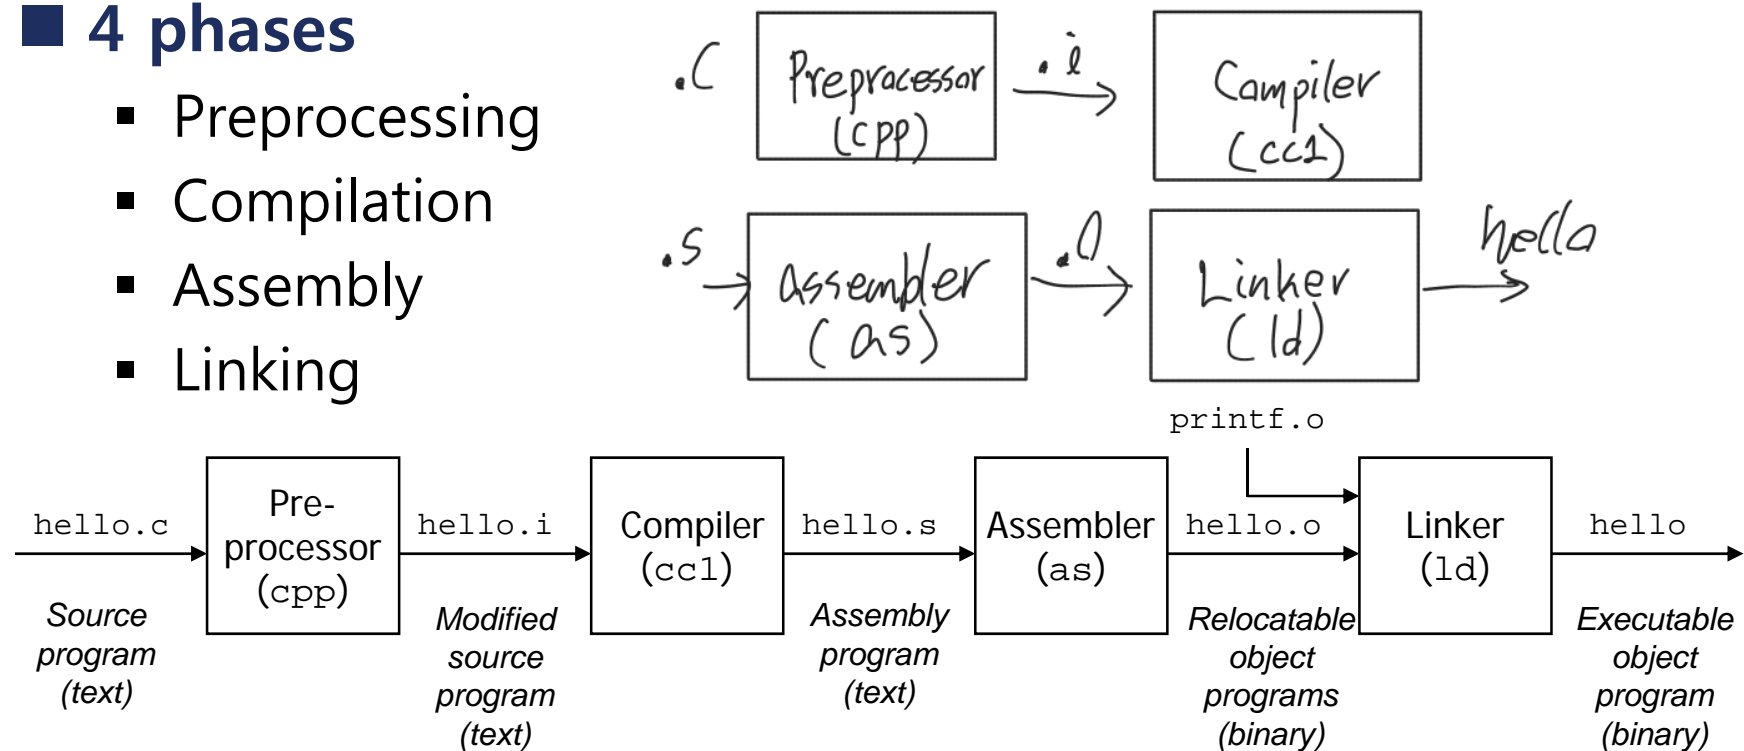 4 phases
Preprocessing
Compilation
Assembly
Linking
.C
Preprocessor
(cpp)
.i
Compiler
(cc1)
.s
assembler
(as)
.o
Linker
(ld)
hello
printf.o
hello.c
Pre-
processor
(cpp)
hello.i
Compiler
(cc1)
hello.s
Assembler
(as)
hello.o
Linker
(ld)
hello
Source
program
(text)
Modified
source
program
(text)
Assembly
program
(text)
Relocatable
object
programs
(binary)
Executable
object
program
(binary)